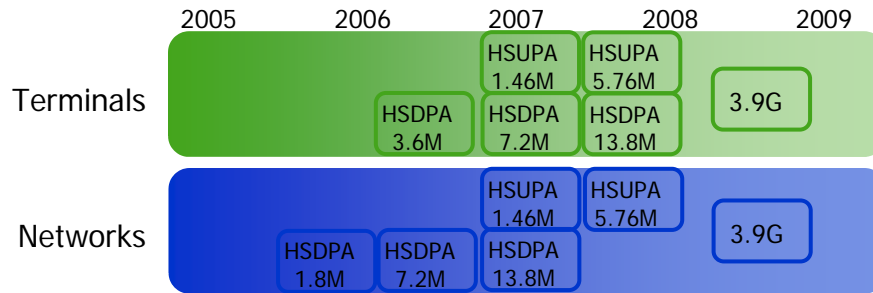 2005 2006 2007 2008 2009
Terminals
HSUPA
1.46M
HSUPA
5.76M
HSDPA
3.6M
HSDPA
7.2M
HSDPA
13.8M
3.9G
Networks
HSUPA
1.46M
HSUPA
5.76M
HSDPA
1.8M
HSDPA
7.2M
HSDPA
13.8M
3.9G